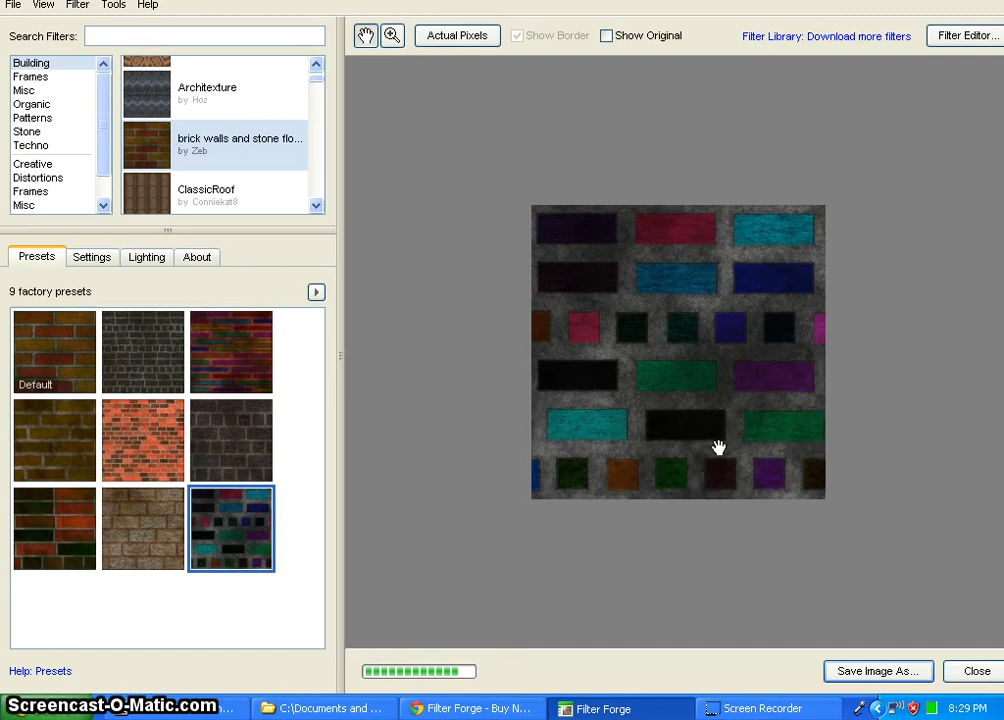 File View Filter Tools Help
Search Filters:
Actual Pixels
Show Border
Show Original
Filter Library: Download more filters
Filter Editor...
Building
Frames
Misc
Organic
Patterns
Stone
Techno
Creative
Distortions
Frames
Misc
Architexture
by Hoz
brick walls and stone flo...
by Zeb
ClassicRoof
by Conniekat8
Presets Settings Lighting About
9 factory presets
Default
Help: Presets
Save Image As...
Close
Screencast-O-Matic.com
C:\Documents and ...
Filter Forge - Buy N...
Filter Forge
Screen Recorder
8:29 PM